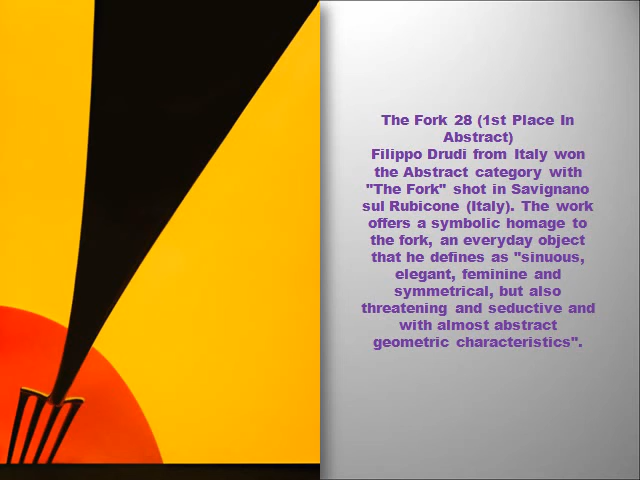 The Fork 28 (1st Place In
Abstract)
Filippo Drudi from Italy won
the Abstract category with
"The Fork" shot in Savignano
sul Rubicone (Italy). The work
offers a symbolic homage to
the fork, an everyday object
that he defines as "sinuous,
elegant, feminine and
symmetrical, but also
threatening and seductive and
with almost abstract
geometric characteristics".